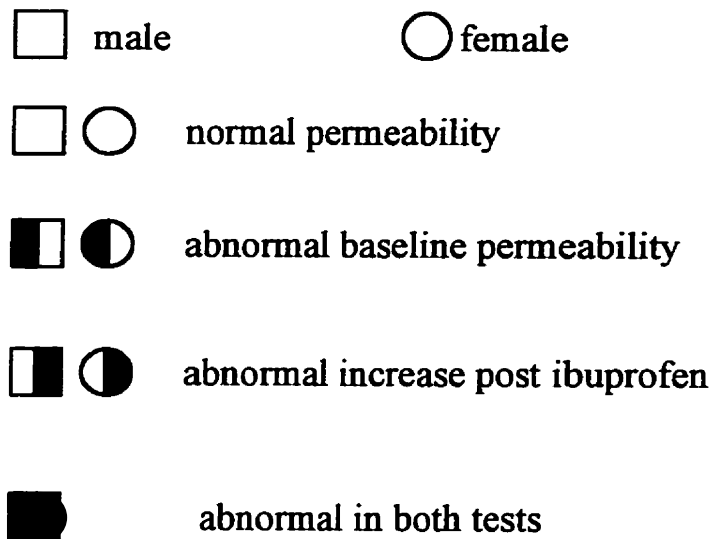 male female
normal permeability
abnormal baseline permeability
abnormal increase post ibuprofen
abnormal in both tests